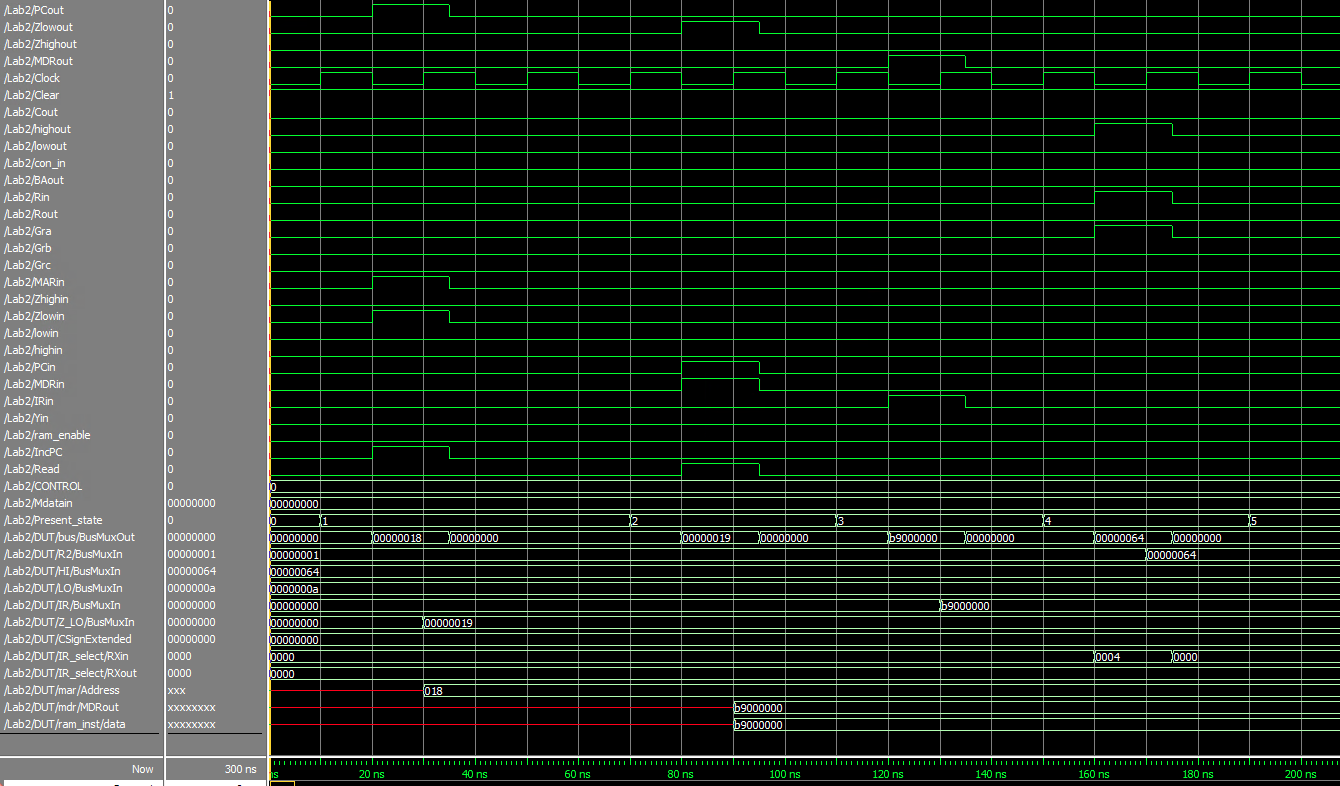 /Lab2/PCout 0
/Lab2/Zlowout 0
/Lab2/Zhighout 0
/Lab2/MDRout 0
/Lab2/Clock 0
/Lab2/Clear 1
/Lab2/Cout 0
/Lab2/highout 0
/Lab2/lowout 0
/Lab2/con_in 0
/Lab2/BAout 0
/Lab2/Rin 0
/Lab2/Rout 0
/Lab2/Gra 0
/Lab2/Grb 0
/Lab2/Grc 0
/Lab2/MARin 0
/Lab2/Zhighin 0
/Lab2/Zlowin 0
/Lab2/lowin 0
/Lab2/highin 0
/Lab2/PCin 0
/Lab2/MDRin 0
/Lab2/IRin 0
/Lab2/Yin 0
/Lab2/ram_enable 0
/Lab2/IncPC 0
/Lab2/Read 0
/Lab2/CONTROL 0 0
/Lab2/Mdatain 00000000 00000000
/Lab2/Present_state 0 0 1 2 3 4 5
/Lab2/DUT/bus/BusMuxOut 00000000 00000000 00000018 00000000 00000019 00000000 b9000000 00000000 00000064 00000000
/Lab2/DUT/R2/BusMuxIn 00000001 00000001 00000064
/Lab2/DUT/HI/BusMuxIn 00000064 00000064
/Lab2/DUT/LO/BusMuxIn 0000000a 0000000a
/Lab2/DUT/IR/BusMuxIn 00000000 00000000 b9000000
/Lab2/DUT/Z_LO/BusMuxIn 00000000 00000000 00000019
/Lab2/DUT/CSignExtended 00000000 00000000
/Lab2/DUT/IR_select/RXin 0000 0000 0004 0000
/Lab2/DUT/IR_select/RXout 0000 0000
/Lab2/DUT/mar/Address xxx 018
/Lab2/DUT/mdr/MDRout xxxxxxxx b9000000
/Lab2/DUT/ram_inst/data xxxxxxxx b9000000
Now 300 ns ns 20 ns 40 ns 60 ns 80 ns 100 ns 120 ns 140 ns 160 ns 180 ns 200 ns